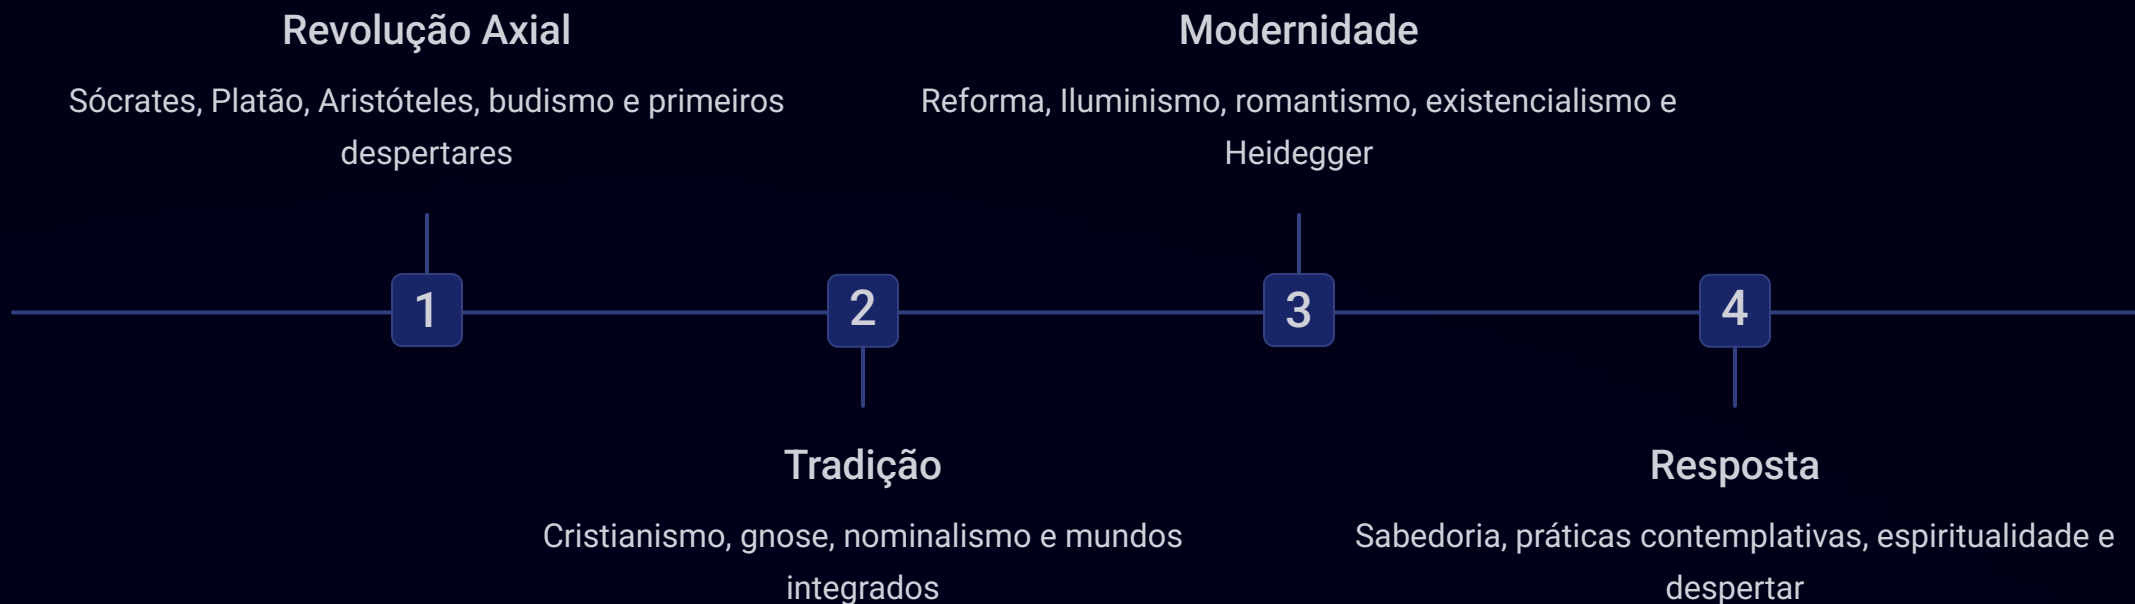 Revolução Axial
Sócrates, Platão, Aristóteles, budismo e primeiros
despertares
Modernidade
Reforma, Iluminismo, romantismo, existencialismo e
Heidegger
1
2
3
4
Tradição
Cristianismo, gnose, nominalismo e mundos
integrados
Resposta
Sabedoria, práticas contemplativas, espiritualidade e
despertar